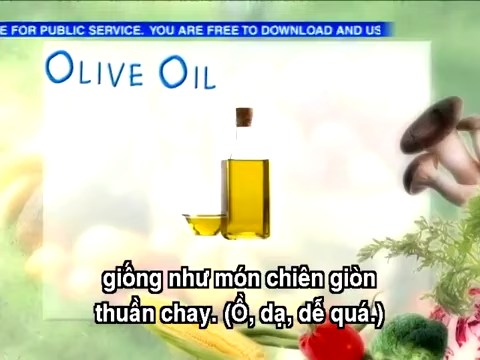 E FOR PUBLIC SERVICE. YOU ARE FREE TO DOWNLOAD AND US
OLIVE OIL
giống như món chiên giòn
thuần chay. (Ồ, dạ, dễ quá.)